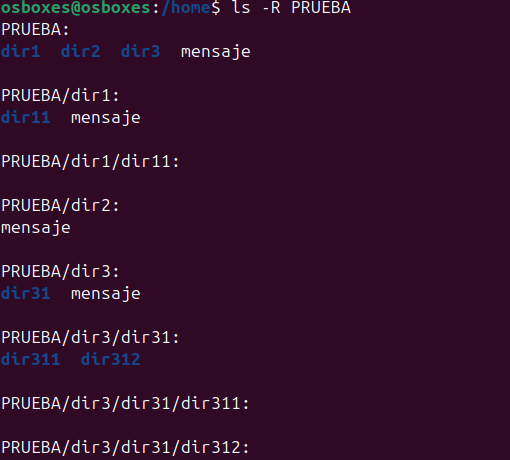 osboxes@osboxes:/home$ ls -R PRUEBA
PRUEBA:
dir1  dir2  dir3  mensaje
PRUEBA/dir1:
dir11  mensaje
PRUEBA/dir1/dir11:
PRUEBA/dir2:
mensaje
PRUEBA/dir3:
dir31  mensaje
PRUEBA/dir3/dir31:
dir311  dir312
PRUEBA/dir3/dir31/dir311:
PRUEBA/dir3/dir31/dir312: